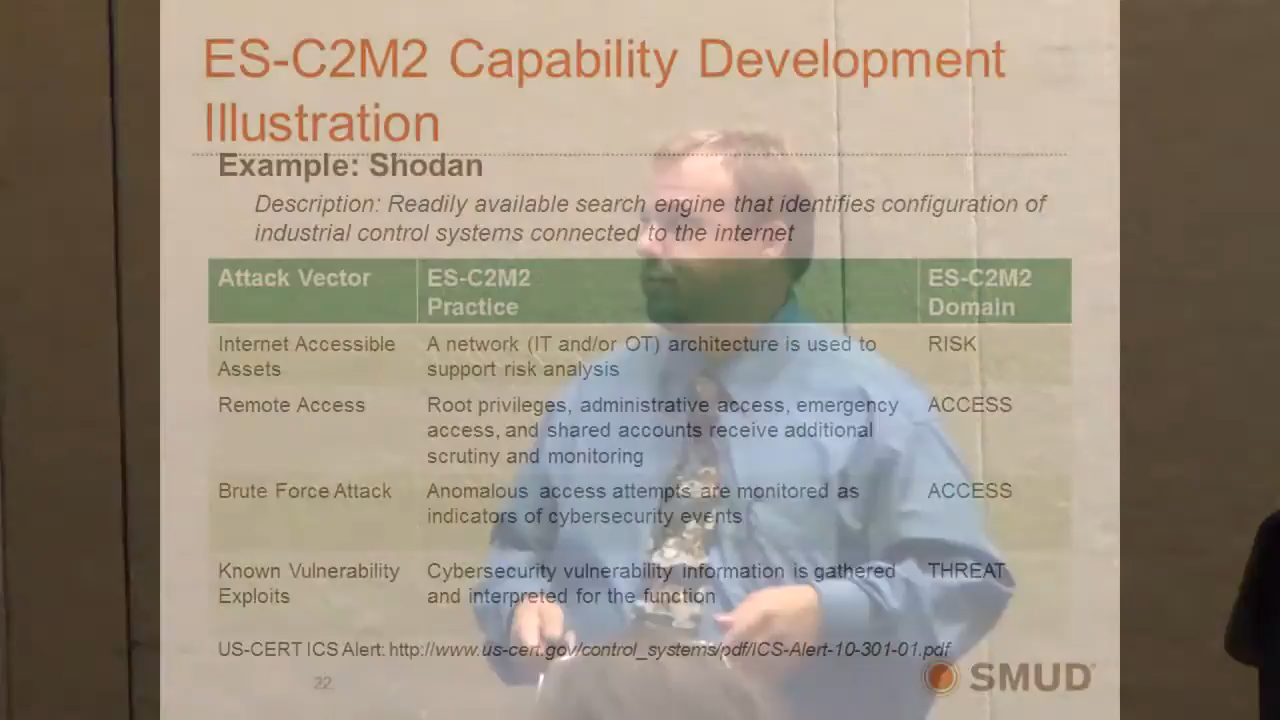 ES-C2M2 Capability Development
Illustration
Example: Shodan
Description: Readily available search engine that identifies configuration of
industrial control systems connected to the internet
Attack Vector
ES-C2M2
Practice
ES-C2M2
Domain
Internet Accessible
Assets
A network (IT and/or OT) architecture is used to
support risk analysis
RISK
Remote Access
Root privileges, administrative access, emergency
access, and shared accounts receive additional
scrutiny and monitoring
ACCESS
Brute Force Attack
Anomalous access attempts are monitored as
indicators of cybersecurity events
ACCESS
Known Vulnerability
Exploits
Cybersecurity vulnerability information is gathered
and interpreted for the function
THREAT
US-CERT ICS Alert: http://www.us-cert.gov/control_systems/pdf/ICS-Alert-10-301-01.pdf
22
SMUD